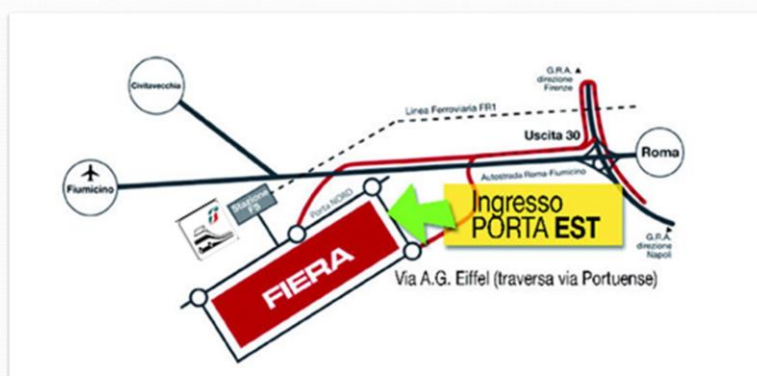 G.R.A. ▲
direzione
Firenze
Civitavecchia
Linea Ferroviaria FR1
Uscita 30
Roma
Fiumicino
Autostrada Roma-Fiumicino
Stazione
FS
Porta NORD
Ingresso
PORTA EST
FIERA
G.R.A.
direzione
Napoli
Via A.G. Eiffel (traversa via Portuense)